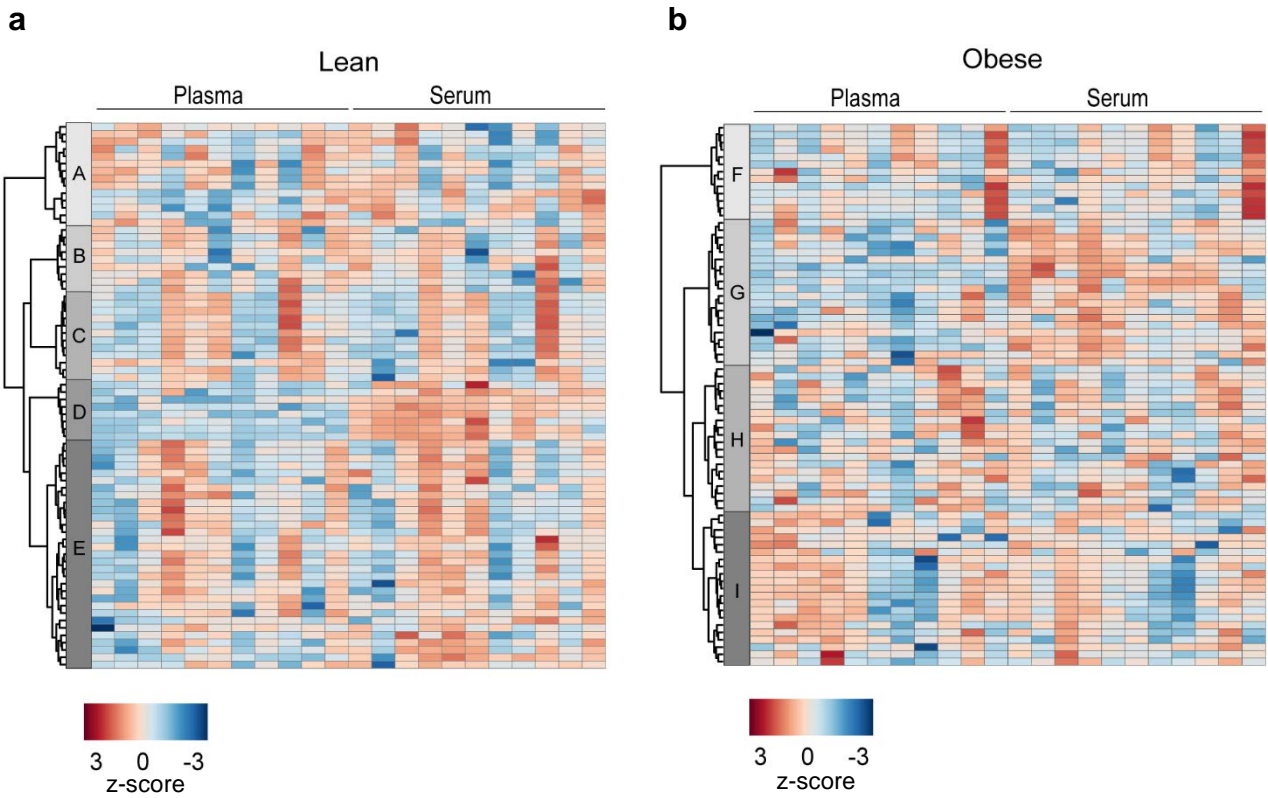 a
Lean
Plasma Serum
A
B
C
D
E
3 0 -3
z-score
b
Obese
Plasma Serum
F
G
H
I
3 0 -3
z-score